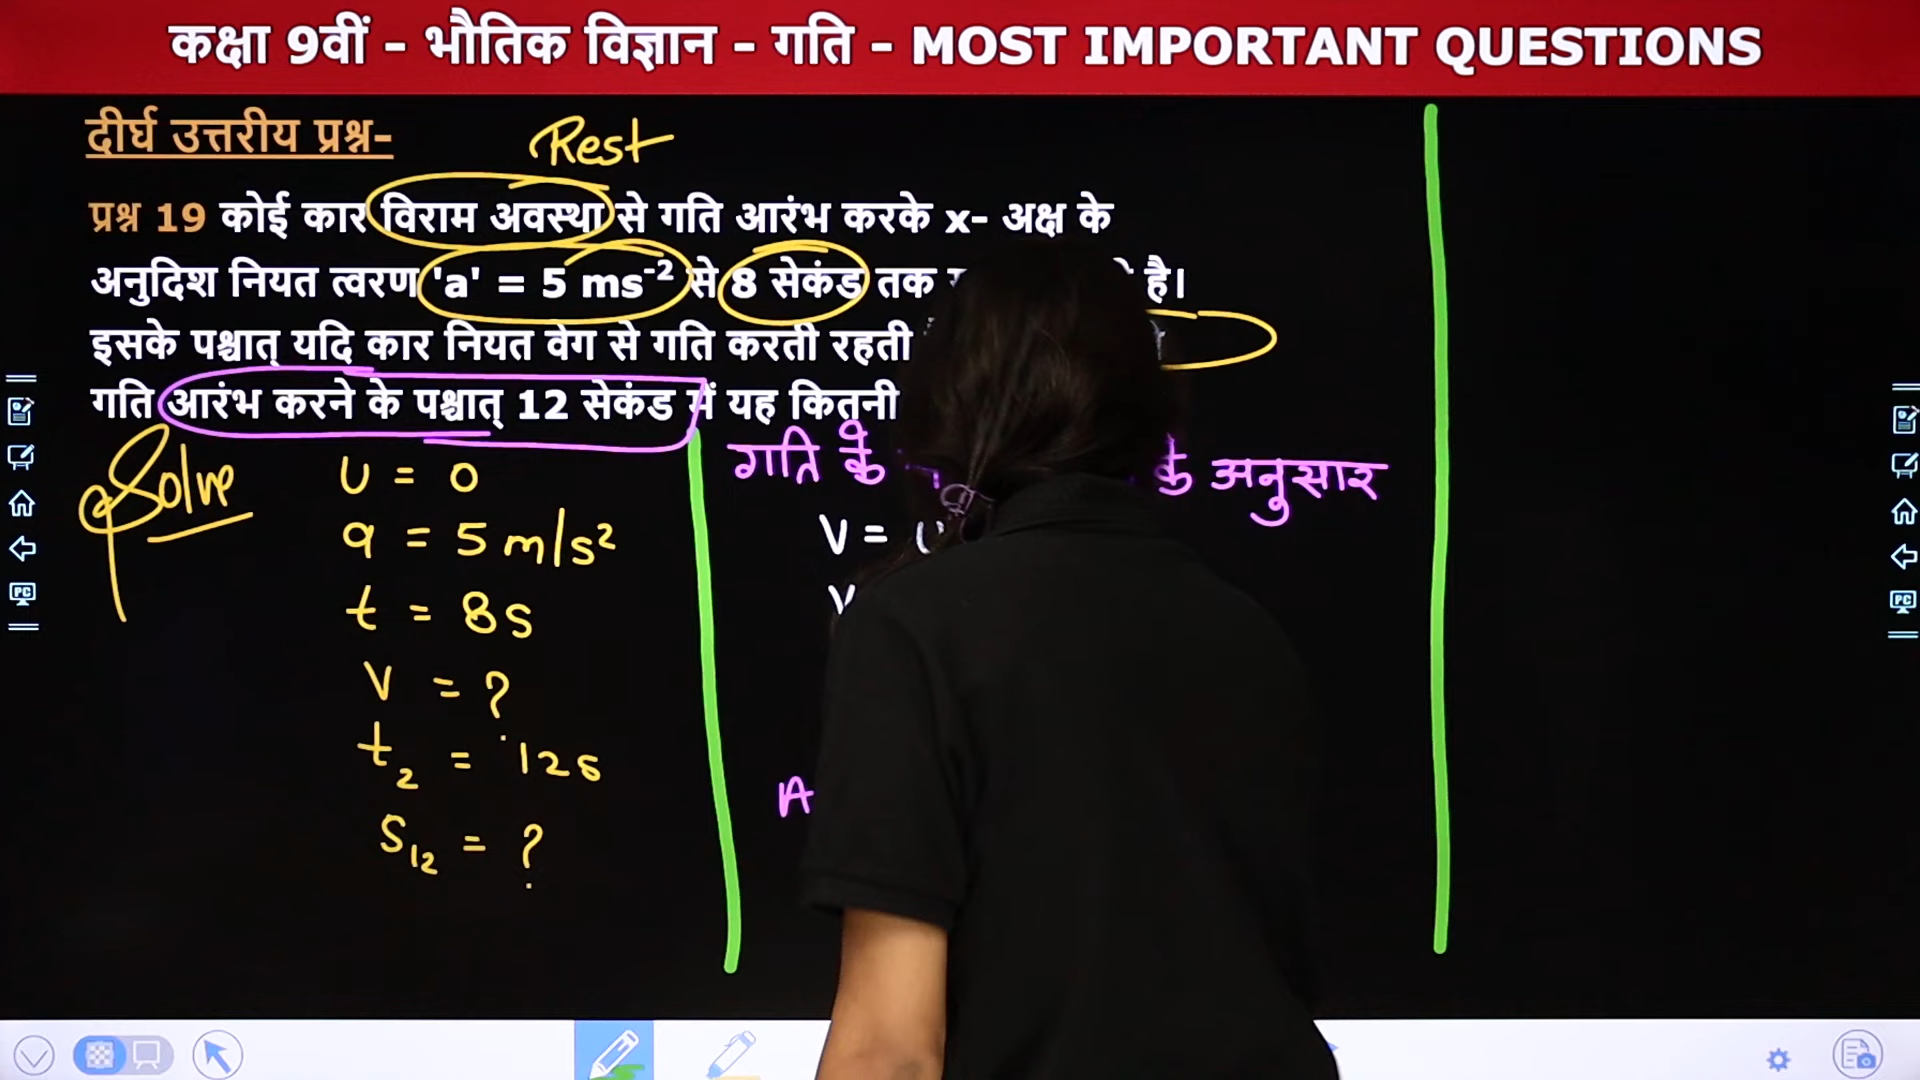 कक्षा 9वीं - भौतिक विज्ञान - गति - MOST IMPORTANT QUESTIONS
दीर्घ उत्तरीय प्रश्न-
Rest
प्रश्न 19 कोई कार विराम अवस्था से गति आरंभ करके x- अक्ष के
अनुदिश नियत त्वरण 'a' = 5 ms⁻² से 8 सेकंड तक है।
इसके पश्चात् यदि कार नियत वेग से गति करती रहती
गति आरंभ करने के पश्चात् 12 सेकंड में यह कितनी
Solve
u = 0
a = 5 m/s²
t = 8s
v = ?
t₂ = 12s
S₁₂ = ?
गति के के अनुसार
V = u
V
A
PC
PC